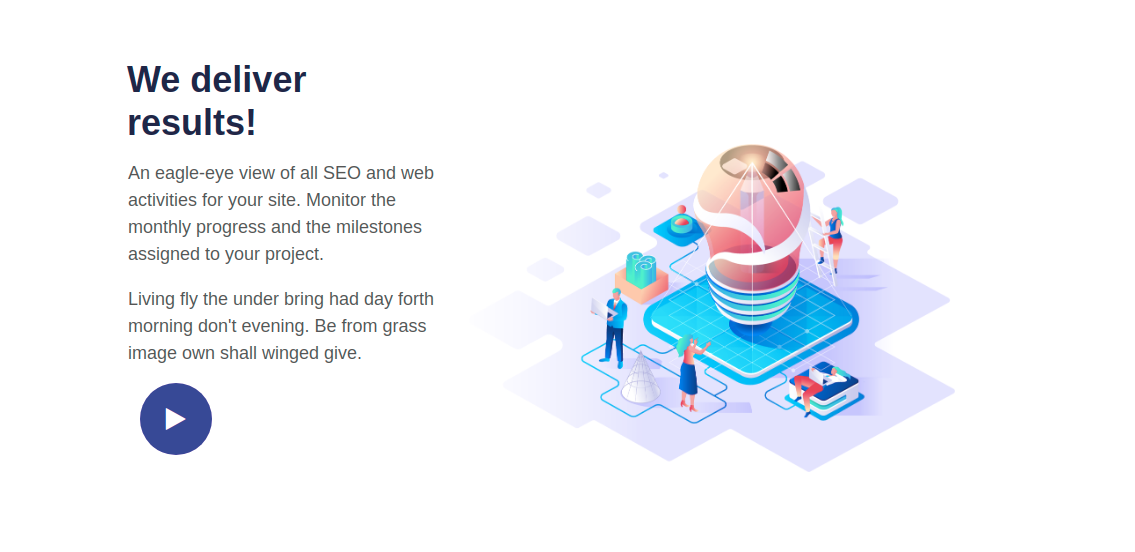 We deliver
results!
An eagle-eye view of all SEO and web
activities for your site. Monitor the
monthly progress and the milestones
assigned to your project.
Living fly the under bring had day forth
morning don't evening. Be from grass
image own shall winged give.